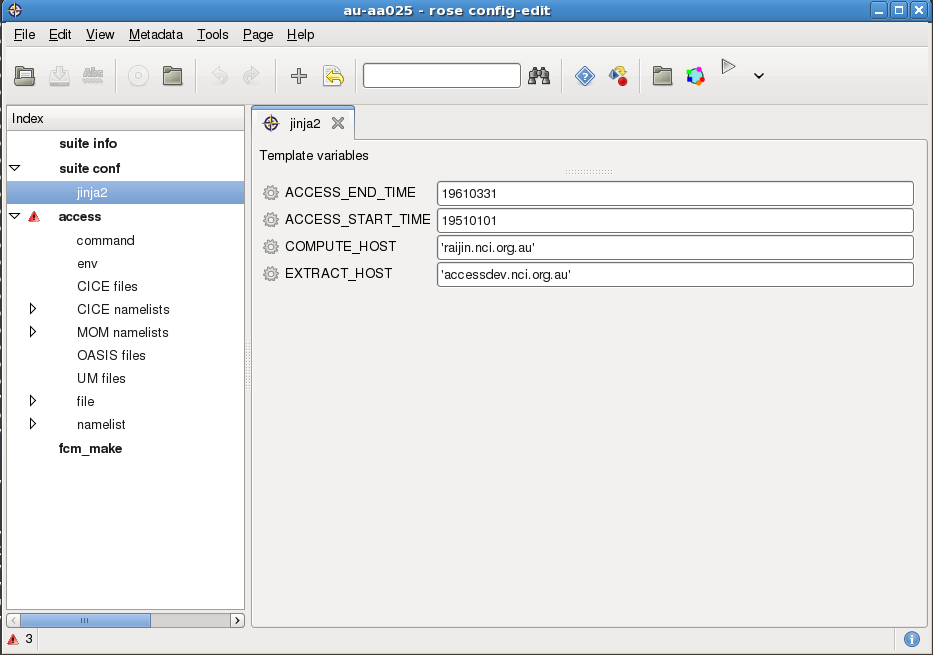 au-aa025 - rose config-edit
File Edit View Metadata Tools Page Help
Abc
Index
suite info
suite conf
jinja2
access
command
env
CICE files
CICE namelists
MOM namelists
OASIS files
UM files
file
namelist
fcm_make
jinja2
Template variables
ACCESS_END_TIME 19610331
ACCESS_START_TIME 19510101
COMPUTE_HOST 'raijin.nci.org.au'
EXTRACT_HOST 'accessdev.nci.org.au'
3